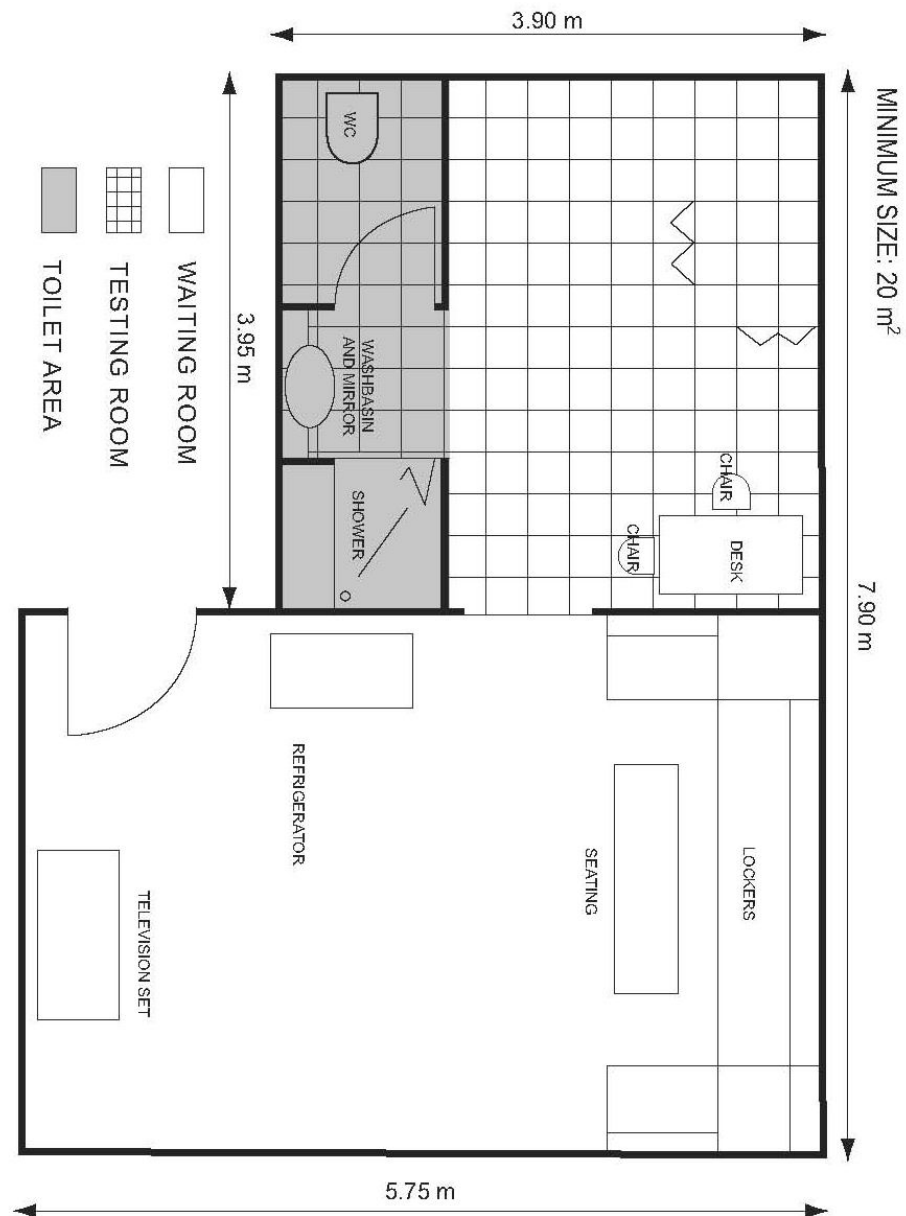 3.90 m
MINIMUM SIZE: 20 m²
7.90 m
3.95 m
5.75 m
WC
WASHBASIN
AND MIRROR
SHOWER
CHAIR
CHAIR
DESK
WAITING ROOM
TESTING ROOM
TOILET AREA
REFRIGERATOR
SEATING
LOCKERS
TELEVISION SET